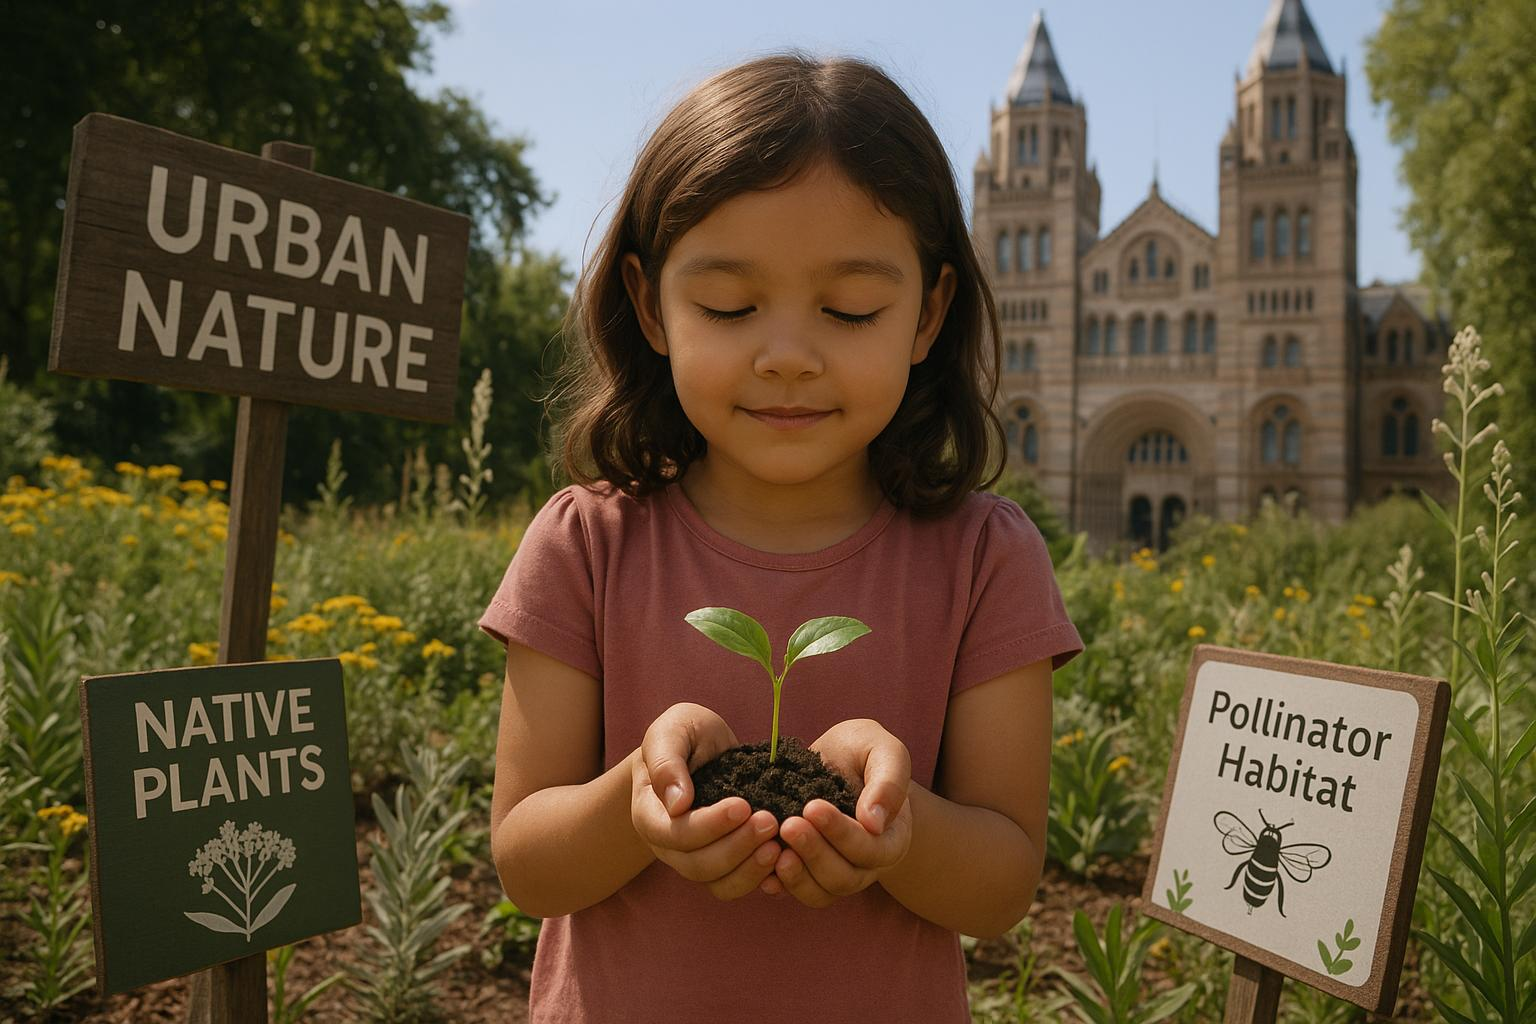 URBAN
NATURE
NATIVE
PLANTS
Pollinator
Habitat